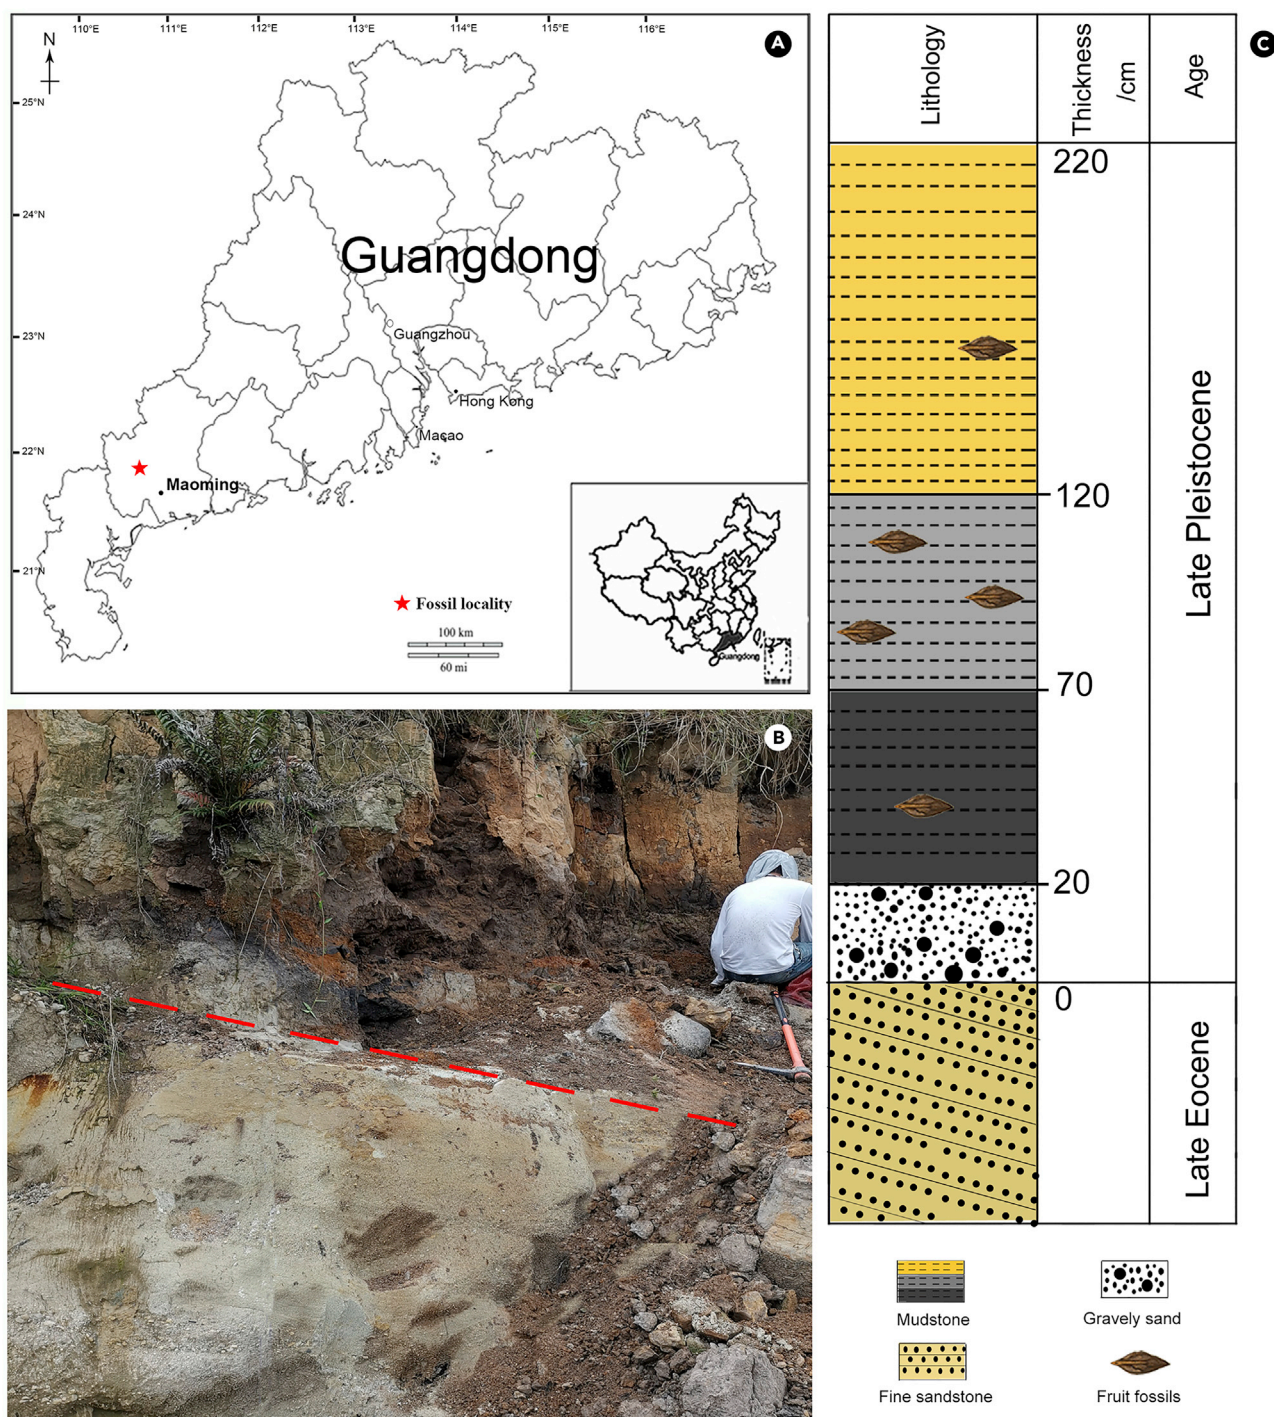 110°E 111°E 112°E 113°E 114°E 115°E 116°E
A
N
25°N
24°N
23°N
22°N
21°N
Guangdong
Guangzhou
Hong Kong
Macao
Maoming
Fossil locality
100 km
60 mi
Guangdong
B
C
Lithology
Thickness
/cm
Age
220
120
70
20
0
Late Pleistocene
Late Eocene
Mudstone
Gravely sand
Fine sandstone
Fruit fossils